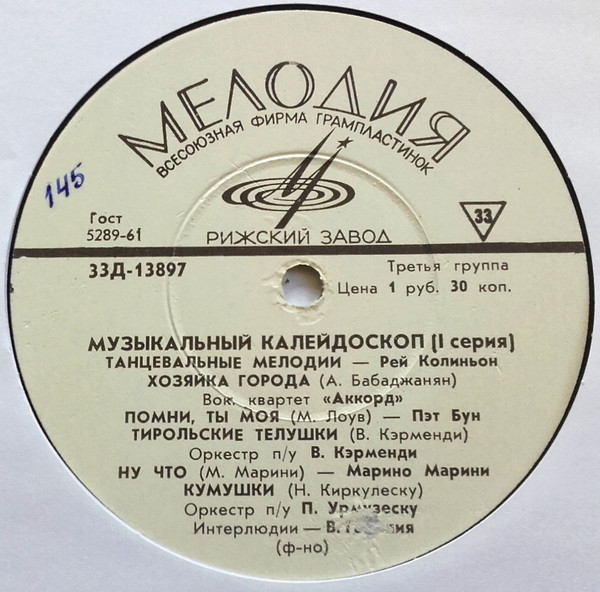 МЕЛОДИЯ
ВСЕСОЮЗНАЯ ФИРМА ГРАМПЛАСТИНОК
145
Гост
5289-61
РИЖСКИЙ ЗАВОД
33
33Д-13897
Третья группа
Цена 1 руб. 30 коп.
МУЗЫКАЛЬНЫЙ КАЛЕЙДОСКОП (I серия)
ТАНЦЕВАЛЬНЫЕ МЕЛОДИИ — Рей Колиньон
ХОЗЯЙКА ГОРОДА (А. Бабаджанян)
Вок. квартет «Аккорд»
ПОМНИ, ТЫ МОЯ (М. Лоув) — Пэт Бун
ТИРОЛЬСКИЕ ТЕЛУШКИ (В. Кэрменди)
Оркестр п/у В. Кэрменди
НУ ЧТО (М. Марини) — Марино Марини
КУМУШКИ (Н. Киркулеску)
Оркестр п/у П. Урмузеску
Интерлюдии —
(ф-но)